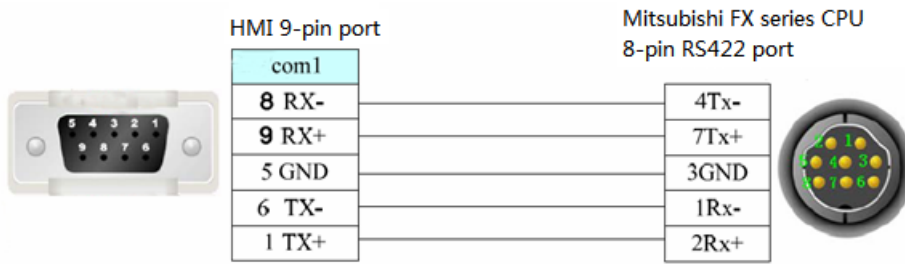 HMI 9-pin port
Mitsubishi FX series CPU
8-pin RS422 port
com1
8 RX-
9 RX+
5 GND
6 TX-
1 TX+
4Tx-
7Tx+
3GND
1Rx-
2Rx+
5 4 3 2 1
9 8 7 6
2 1
5 4 3
8 7 6